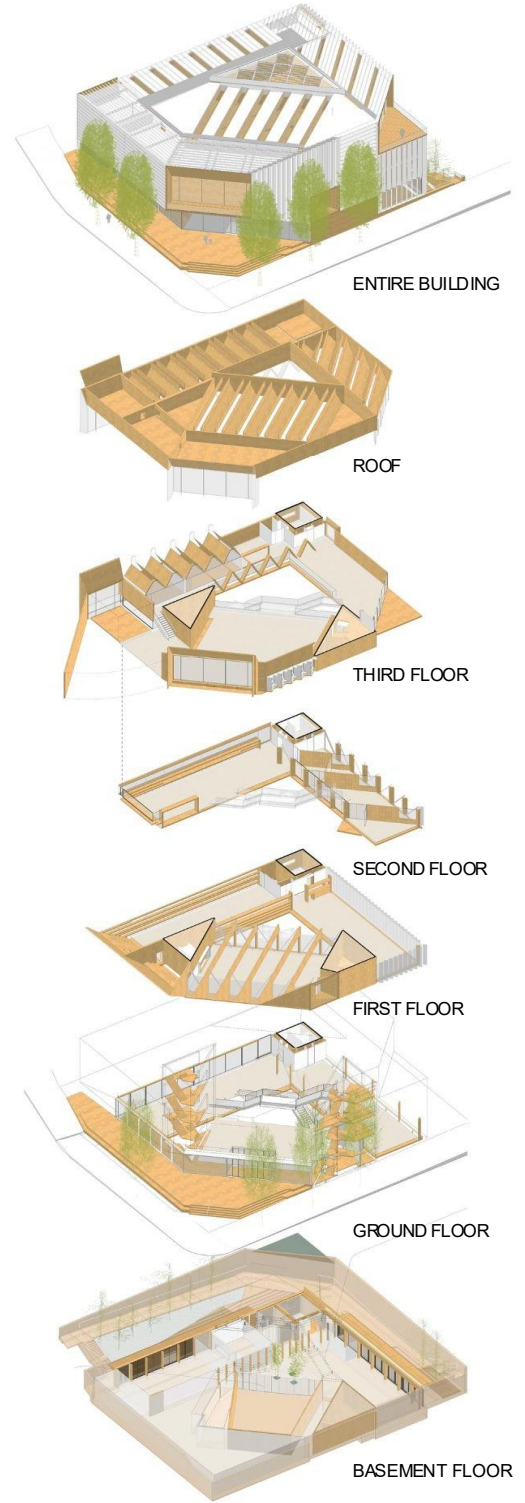 ENTIRE BUILDING
ROOF
THIRD FLOOR
SECOND FLOOR
FIRST FLOOR
GROUND FLOOR
BASEMENT FLOOR